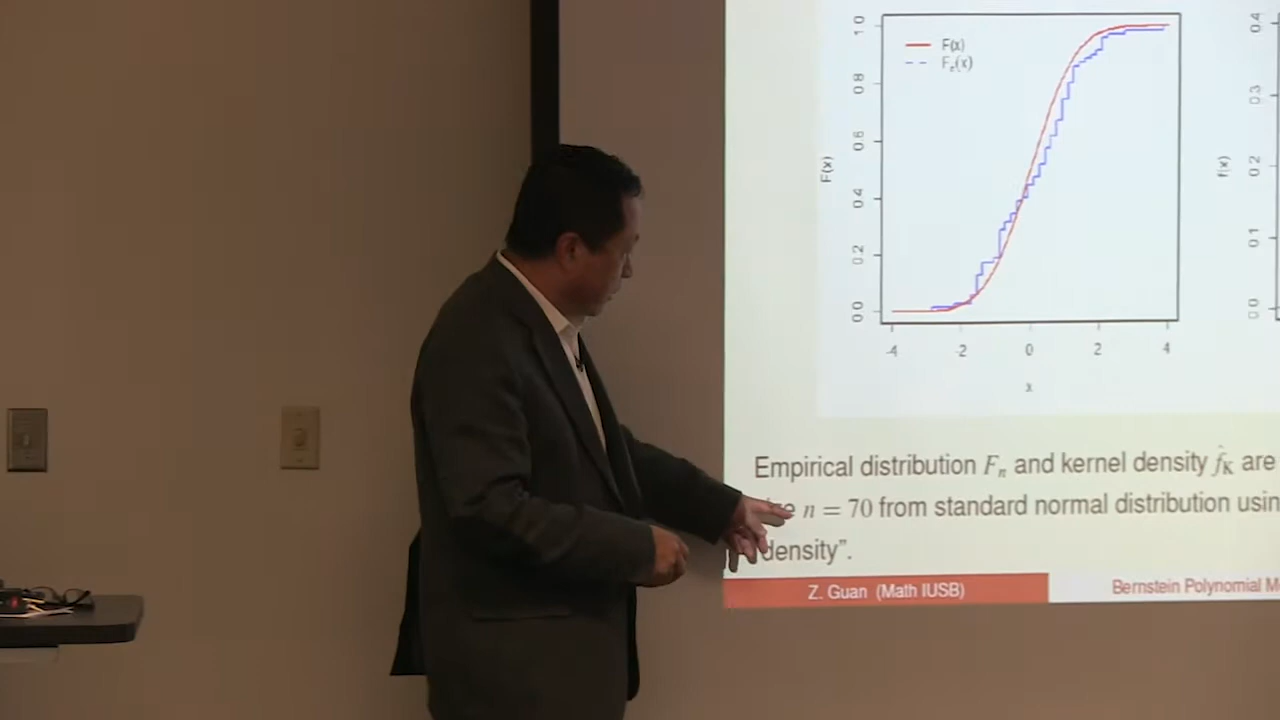 F(x)
Fₙ(x)
1.0
0.8
0.6
0.4
0.2
0.0
F(x)
-4 -2 0 2 4
x
0.4
0.3
0.2
0.1
0.0
f(x)
Empirical distribution Fₙ and kernel density f̂_K are
n = 70 from standard normal distribution usin
density”.
Z. Guan (Math IUSB)
Bernstein Polynomial M